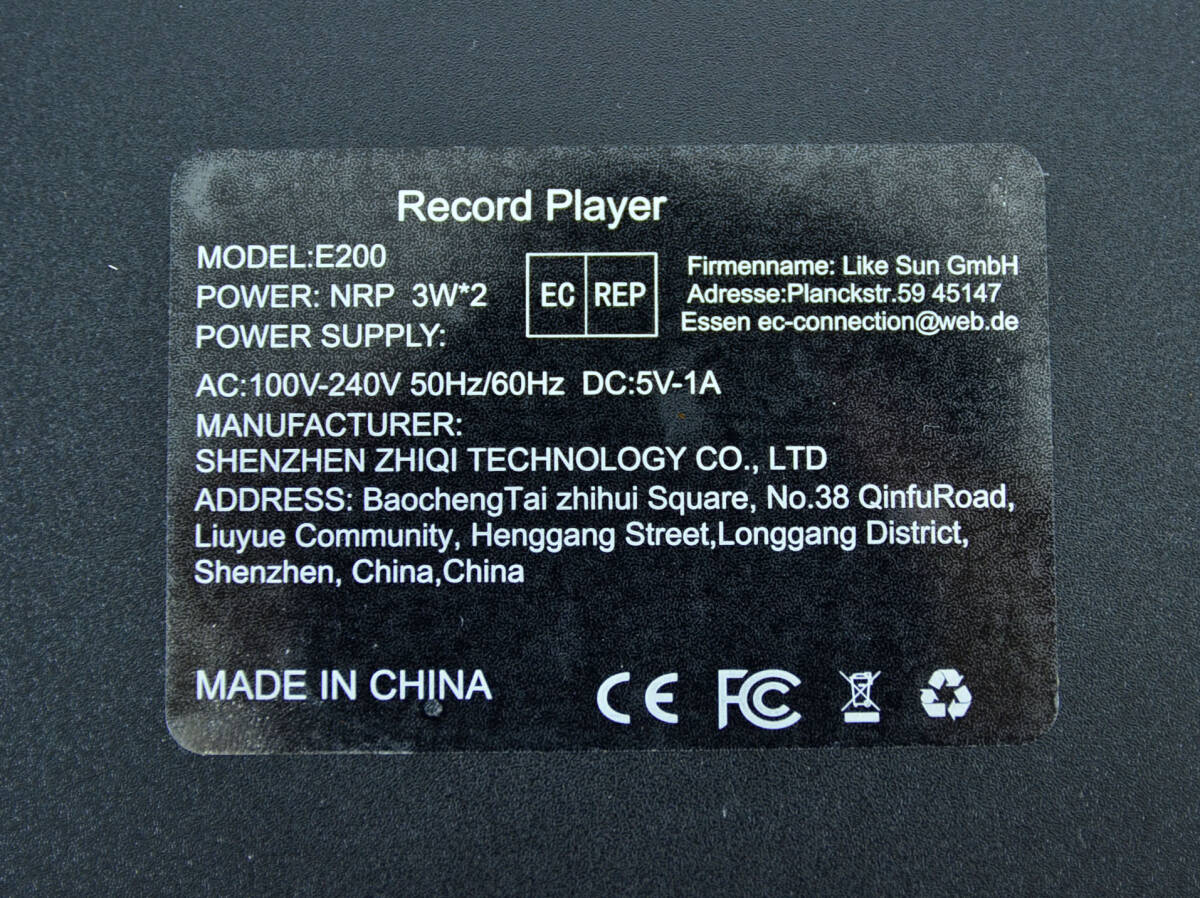 Record Player
MODEL:E200
POWER: NRP 3W*2
POWER SUPPLY:
EC REP
Firmenname: Like Sun GmbH
Adresse:Planckstr.59 45147
Essen ec-connection@web.de
AC:100V-240V 50Hz/60Hz DC:5V-1A
MANUFACTURER:
SHENZHEN ZHIQI TECHNOLOGY CO., LTD
ADDRESS: BaochengTai zhihui Square, No.38 QinfuRoad,
Liuyue Community, Henggang Street,Longgang District,
Shenzhen, China,China
MADE IN CHINA
CE FC